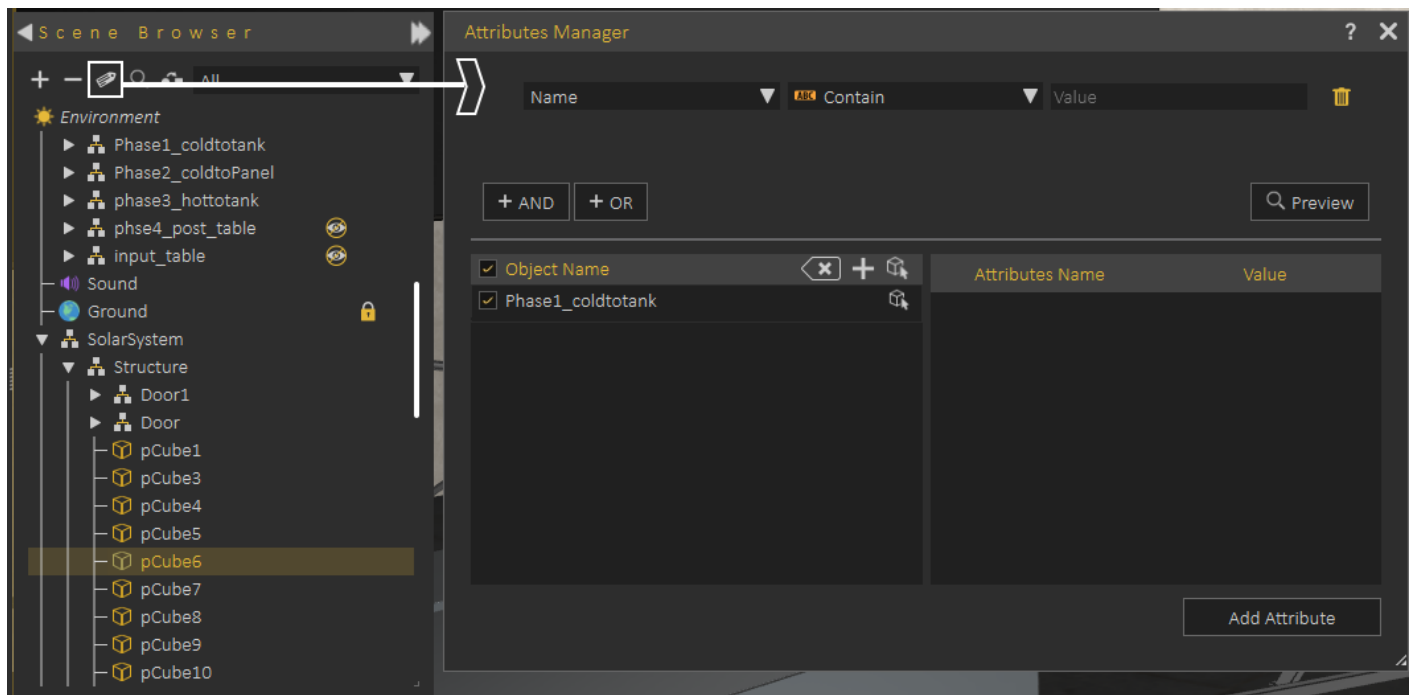 Scene Browser
All
Environment
Phase1_coldtotank
Phase2_coldtoPanel
phase3_hottotank
phse4_post_table
input_table
Sound
Ground
SolarSystem
Structure
Door1
Door
pCube1
pCube3
pCube4
pCube5
pCube6
pCube7
pCube8
pCube9
pCube10
Attributes Manager ?
Name ABC Contain Value
+ AND + OR Preview
Object Name
Phase1_coldtotank
Attributes Name Value
Add Attribute